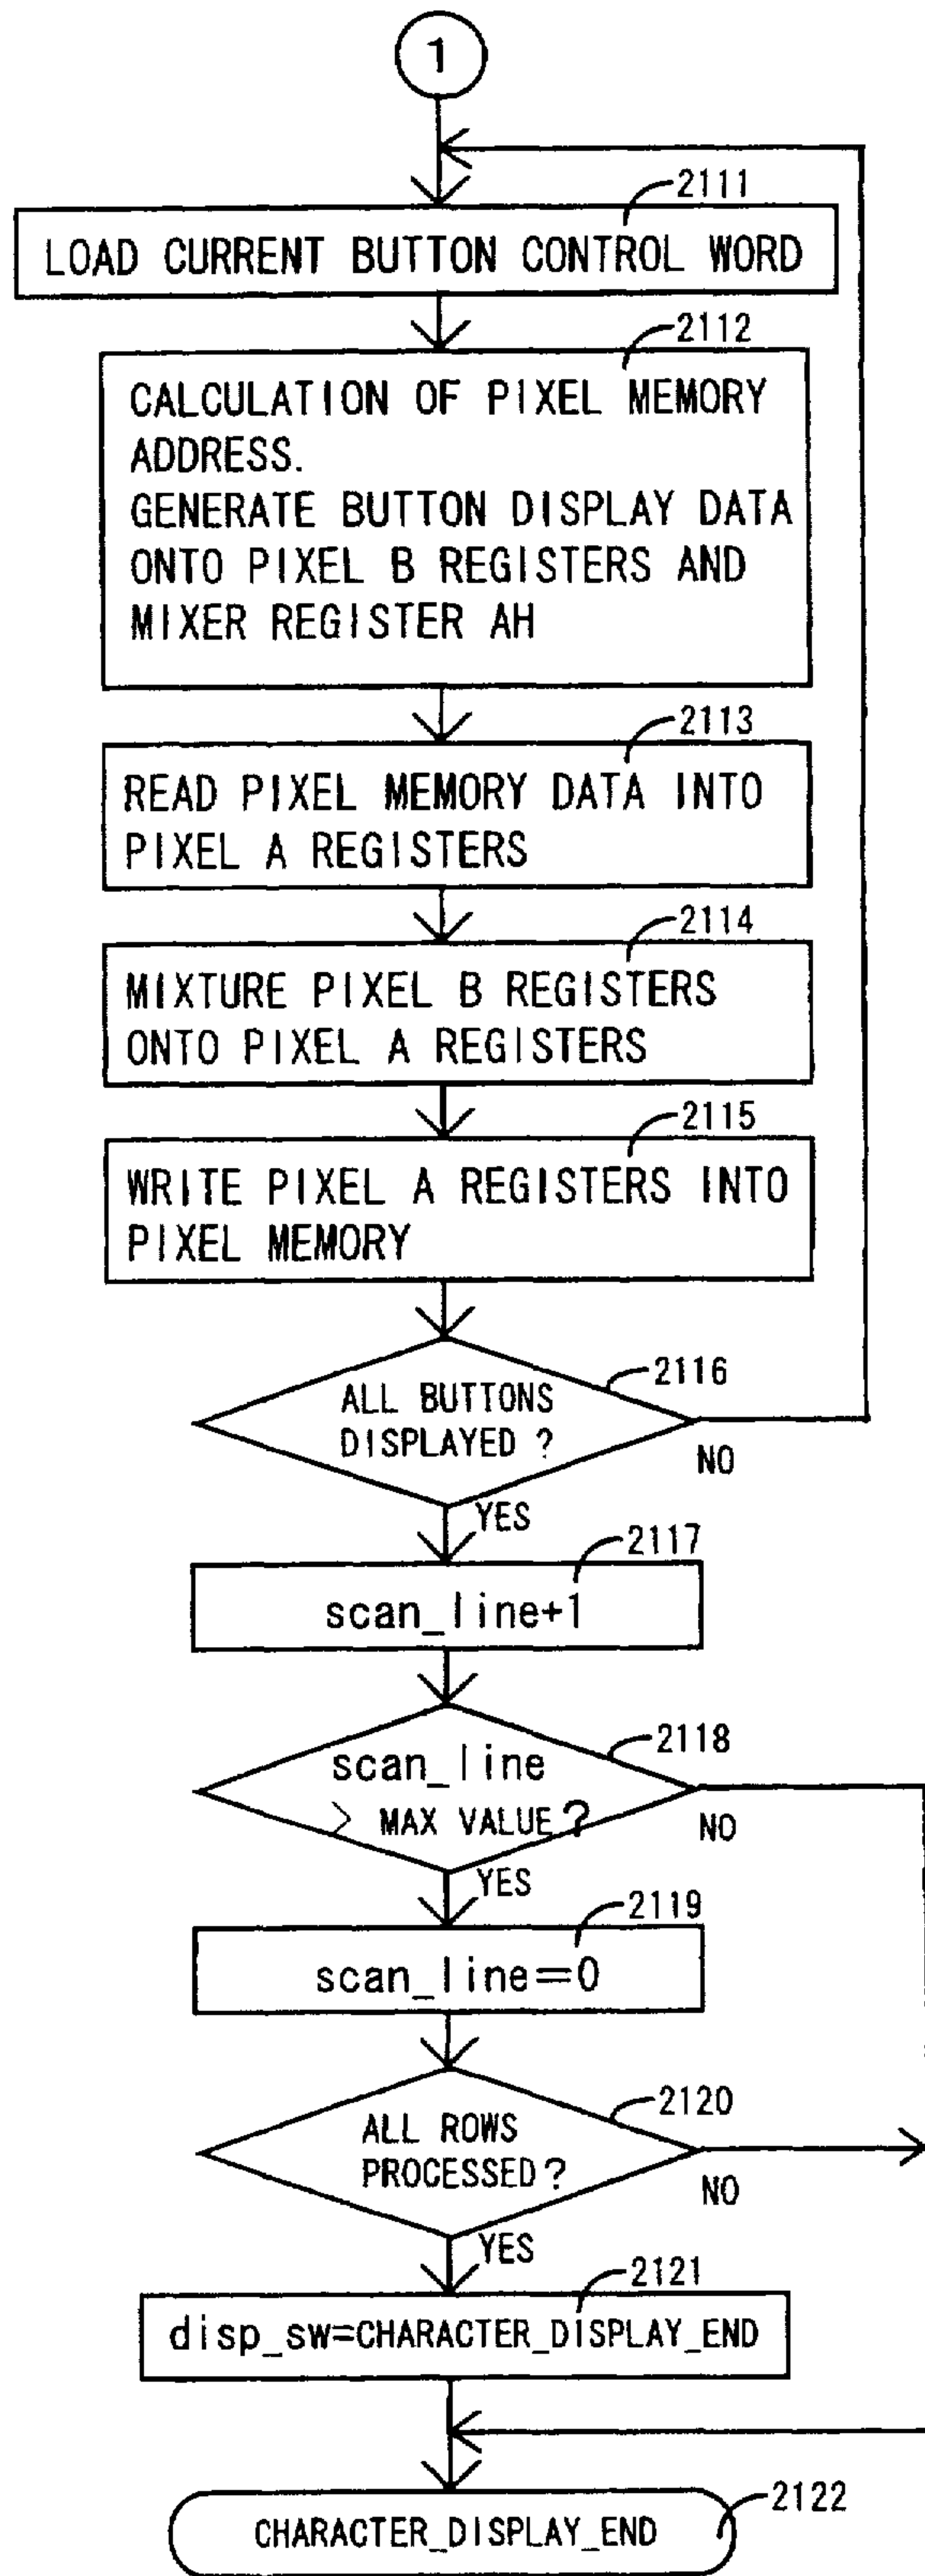 1
2111
LOAD CURRENT BUTTON CONTROL WORD
2112
CALCULATION OF PIXEL MEMORY
ADDRESS.
GENERATE BUTTON DISPLAY DATA
ONTO PIXEL B REGISTERS AND
MIXER REGISTER AH
2113
READ PIXEL MEMORY DATA INTO
PIXEL A REGISTERS
2114
MIXTURE PIXEL B REGISTERS
ONTO PIXEL A REGISTERS
2115
WRITE PIXEL A REGISTERS INTO
PIXEL MEMORY
2116
ALL BUTTONS
DISPLAYED ?
NO
YES
2117
scan_line+1
2118
scan_line
> MAX VALUE?
NO
YES
2119
scan_line=0
2120
ALL ROWS
PROCESSED?
NO
YES
2121
disp_sw=CHARACTER_DISPLAY_END
2122
CHARACTER_DISPLAY_END